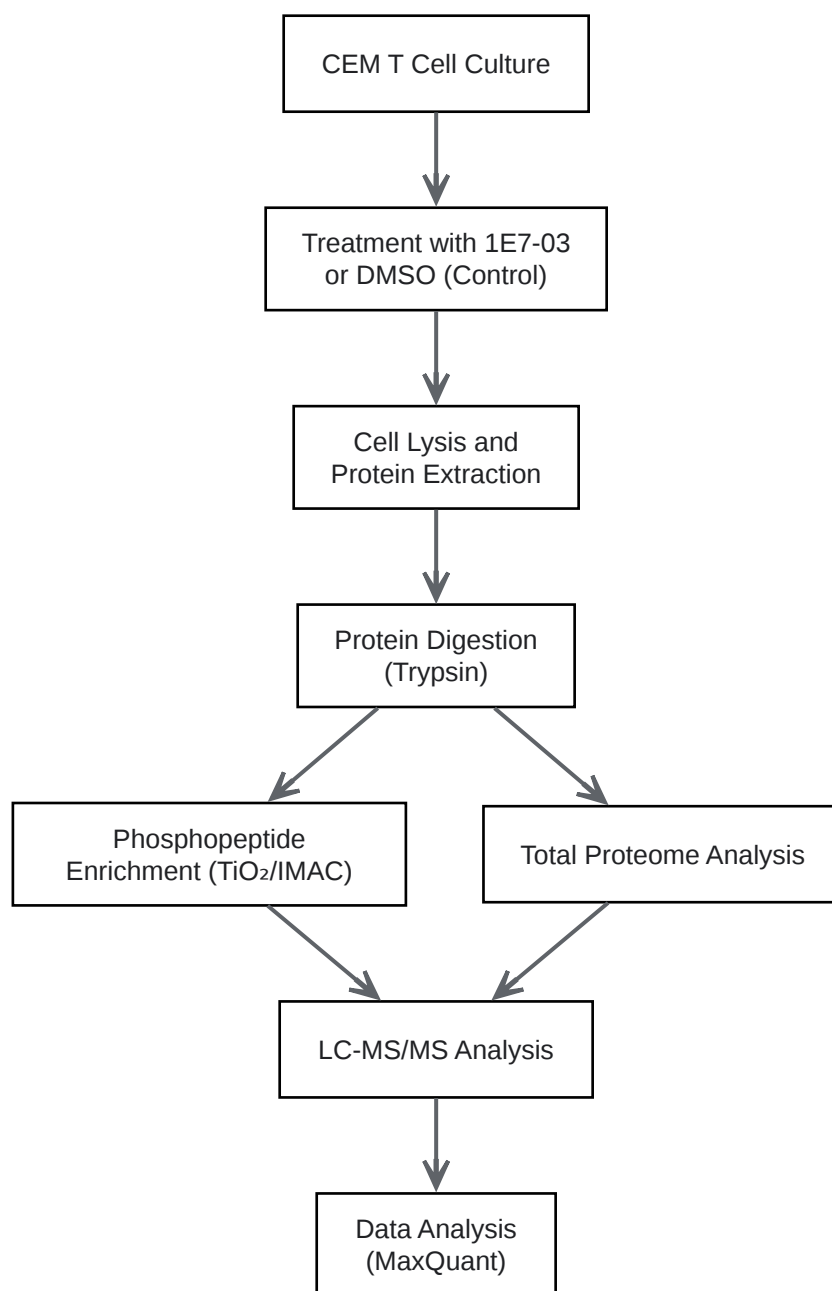 CEM T Cell Culture
Treatment with 1E7-03
or DMSO (Control)
Cell Lysis and
Protein Extraction
Protein Digestion
(Trypsin)
Phosphopeptide
Enrichment (TiO₂/IMAC)
Total Proteome Analysis
LC-MS/MS Analysis
Data Analysis
(MaxQuant)